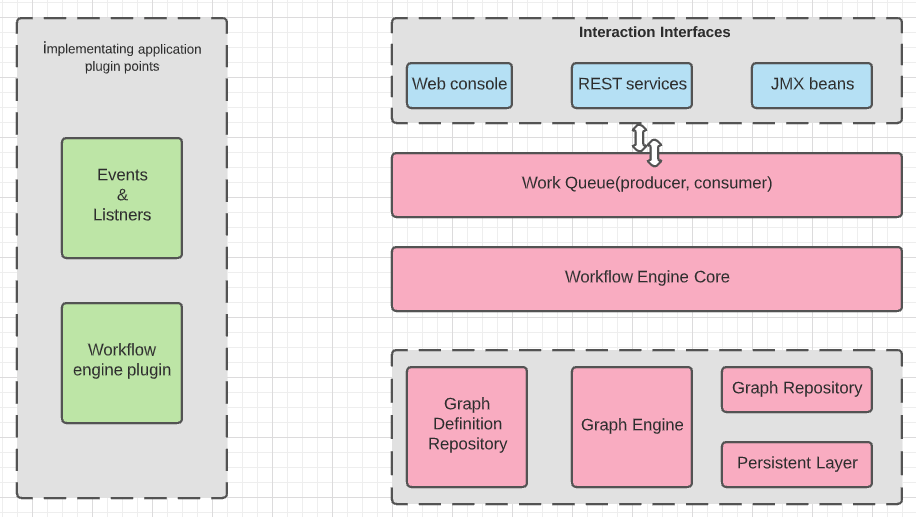 Implementating application
plugin points
Events
&
Listners
Workflow
engine plugin
Interaction Interfaces
Web console
REST services
JMX beans
Work Queue(producer, consumer)
Workflow Engine Core
Graph
Definition
Repository
Graph Engine
Graph Repository
Persistent Layer